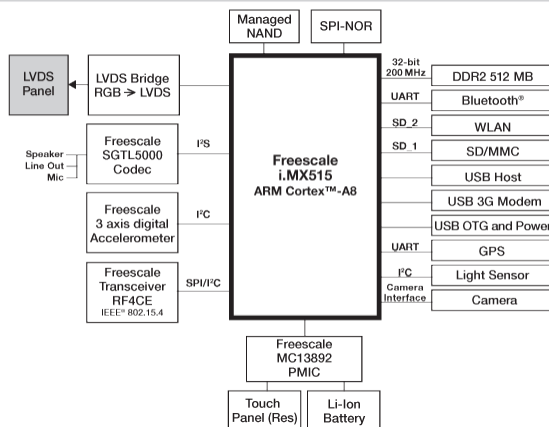 Managed
NAND
SPI-NOR
LVDS
Panel
LVDS Bridge
RGB → LVDS
Speaker
Line Out
Mic
Freescale
SGTL5000
Codec
I²S
Freescale
3 axis digital
Accelerometer
I²C
Freescale
Transceiver
RF4CE
IEEE® 802.15.4
SPI/I²C
Freescale
i.MX515
ARM Cortex™-A8
32-bit
200 MHz
DDR2 512 MB
UART
Bluetooth®
SD_2
WLAN
SD_1
SD/MMC
USB Host
USB 3G Modem
USB OTG and Power
UART
GPS
I²C
Light Sensor
Camera
Interface
Camera
Freescale
MC13892
PMIC
Touch
Panel (Res)
Li-Ion
Battery